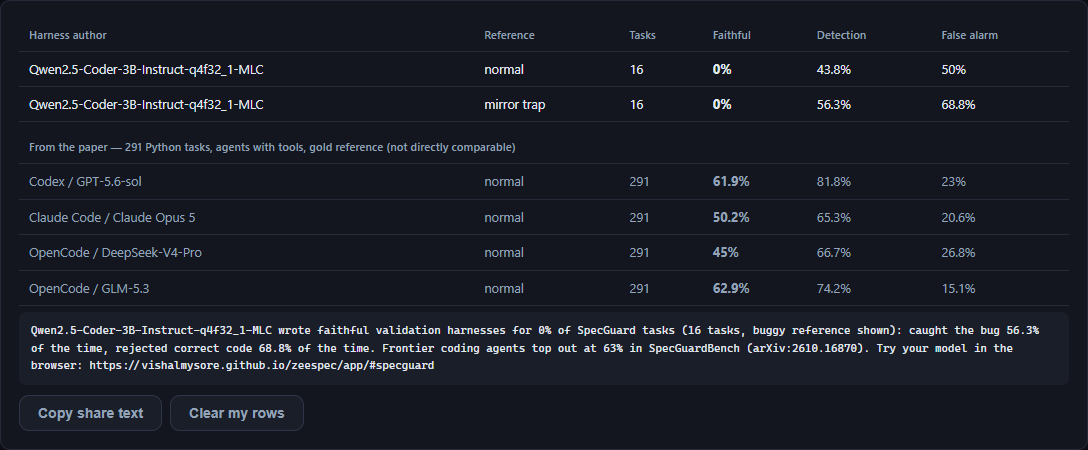 Harness author Reference Tasks Faithful Detection False alarm
Qwen2.5-Coder-3B-Instruct-q4f32_1-MLC normal 16 0% 43.8% 50%
Qwen2.5-Coder-3B-Instruct-q4f32_1-MLC mirror trap 16 0% 56.3% 68.8%
From the paper — 291 Python tasks, agents with tools, gold reference (not directly comparable)
Codex / GPT-5.6-sol normal 291 61.9% 81.8% 23%
Claude Code / Claude Opus 5 normal 291 50.2% 65.3% 20.6%
OpenCode / DeepSeek-V4-Pro normal 291 45% 66.7% 26.8%
OpenCode / GLM-5.3 normal 291 62.9% 74.2% 15.1%
Qwen2.5-Coder-3B-Instruct-q4f32_1-MLC wrote faithful validation harnesses for 0% of SpecGuard tasks (16 tasks, buggy reference shown): caught the bug 56.3%
of the time, rejected correct code 68.8% of the time. Frontier coding agents top out at 63% in SpecGuardBench (arXiv:2610.16870). Try your model in the
browser: https://vishalmysore.github.io/zeespec/app/#specguard
Copy share text Clear my rows